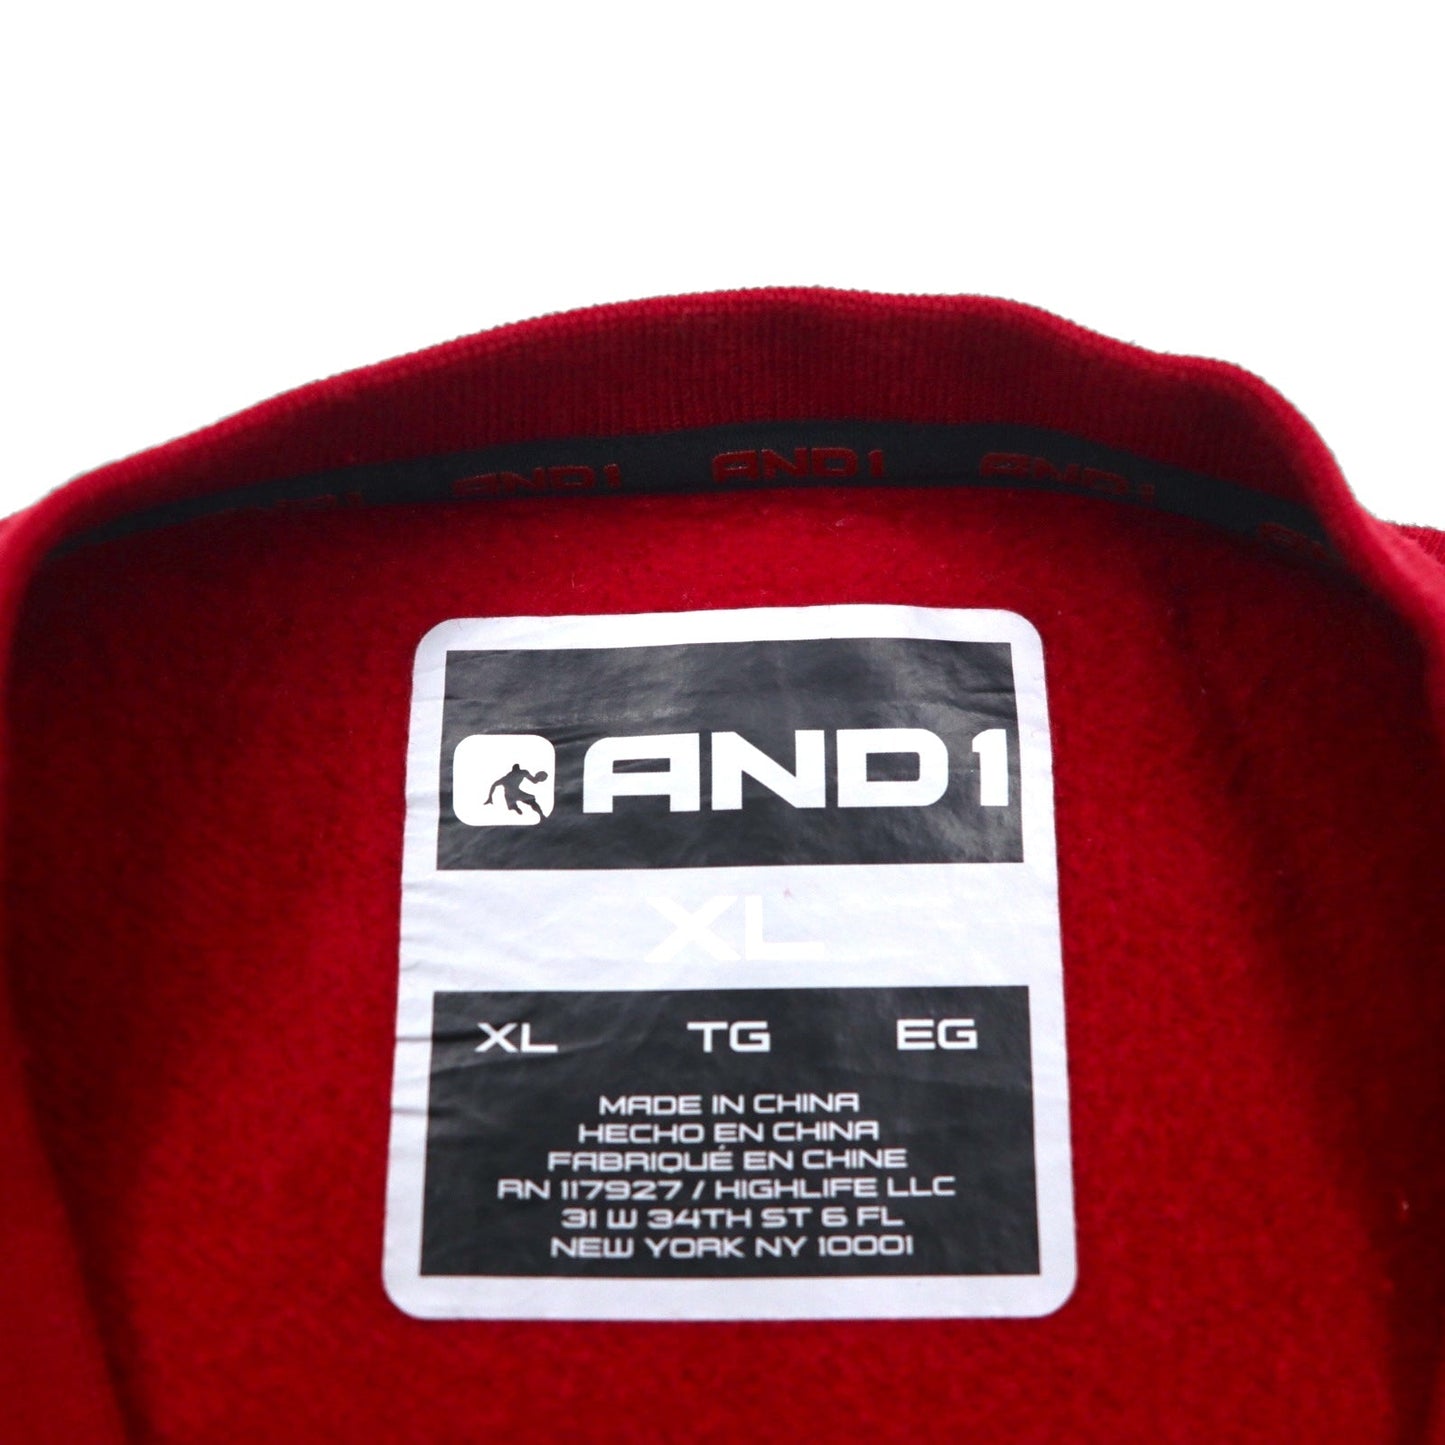 AND1 AND1 AND1 AND1
AND1
XL
XL TG EG
MADE IN CHINA
HECHO EN CHINA
FABRIQUÉ EN CHINE
RN 117927 / HIGHLIFE LLC
31 W 34TH ST 6 FL
NEW YORK NY 10001